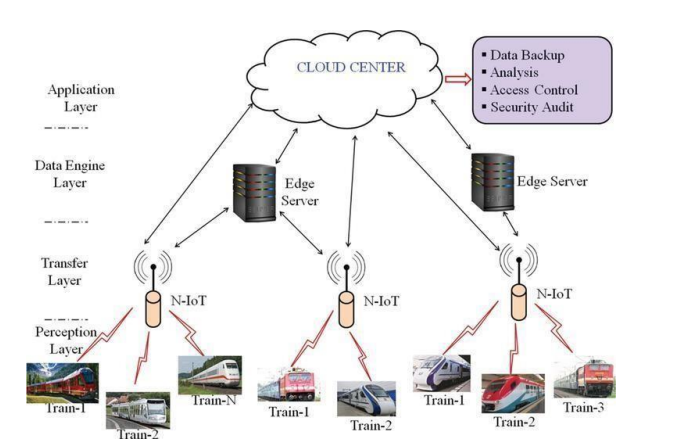 CLOUD CENTER
▪ Data Backup
▪ Analysis
▪ Access Control
▪ Security Audit
Application
Layer
Data Engine
Layer
Edge
Server
Edge Server
Transfer
Layer
N-IoT
N-IoT
N-IoT
Perception
Layer
Train-1
Train-2
Train-N
Train-1
Train-2
Train-1
Train-2
Train-3